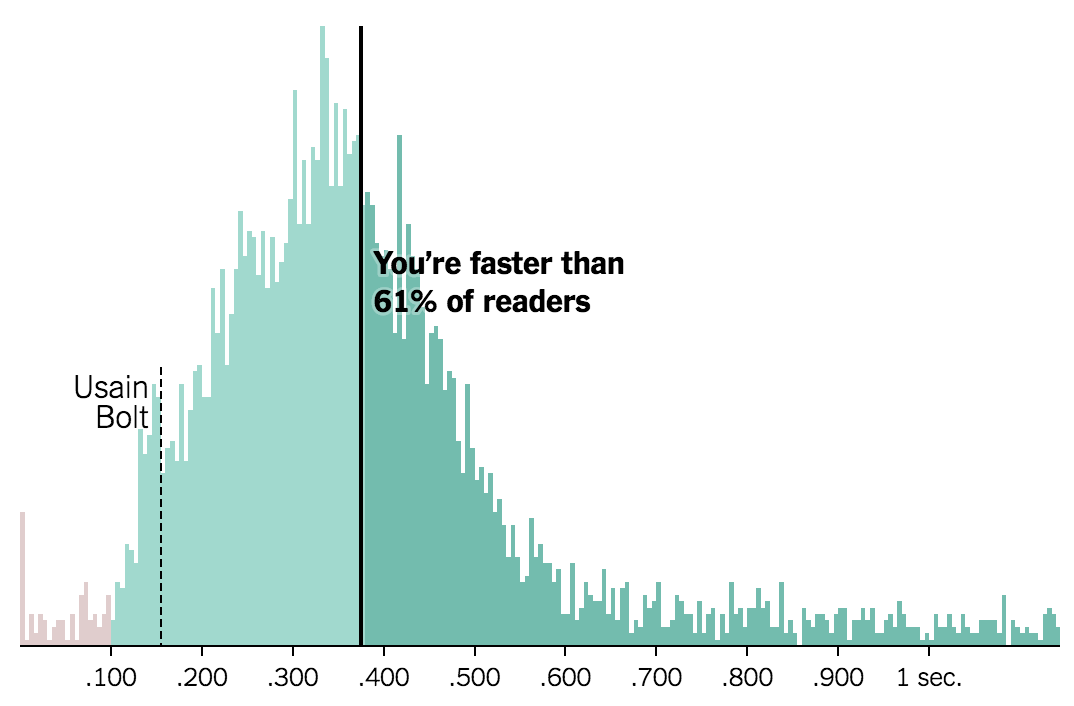 You’re faster than
61% of readers
Usain
Bolt
.100 .200 .300 .400 .500 .600 .700 .800 .900 1 sec.